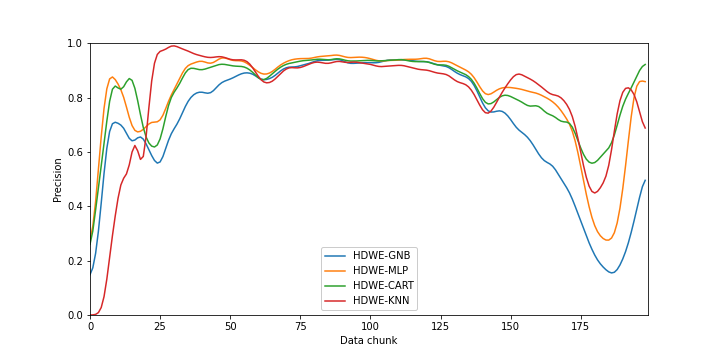 1.0
0.8
0.6
0.4
0.2
0.0
Precision
HDWE-GNB
HDWE-MLP
HDWE-CART
HDWE-KNN
0 25 50 75 100 125 150 175
Data chunk